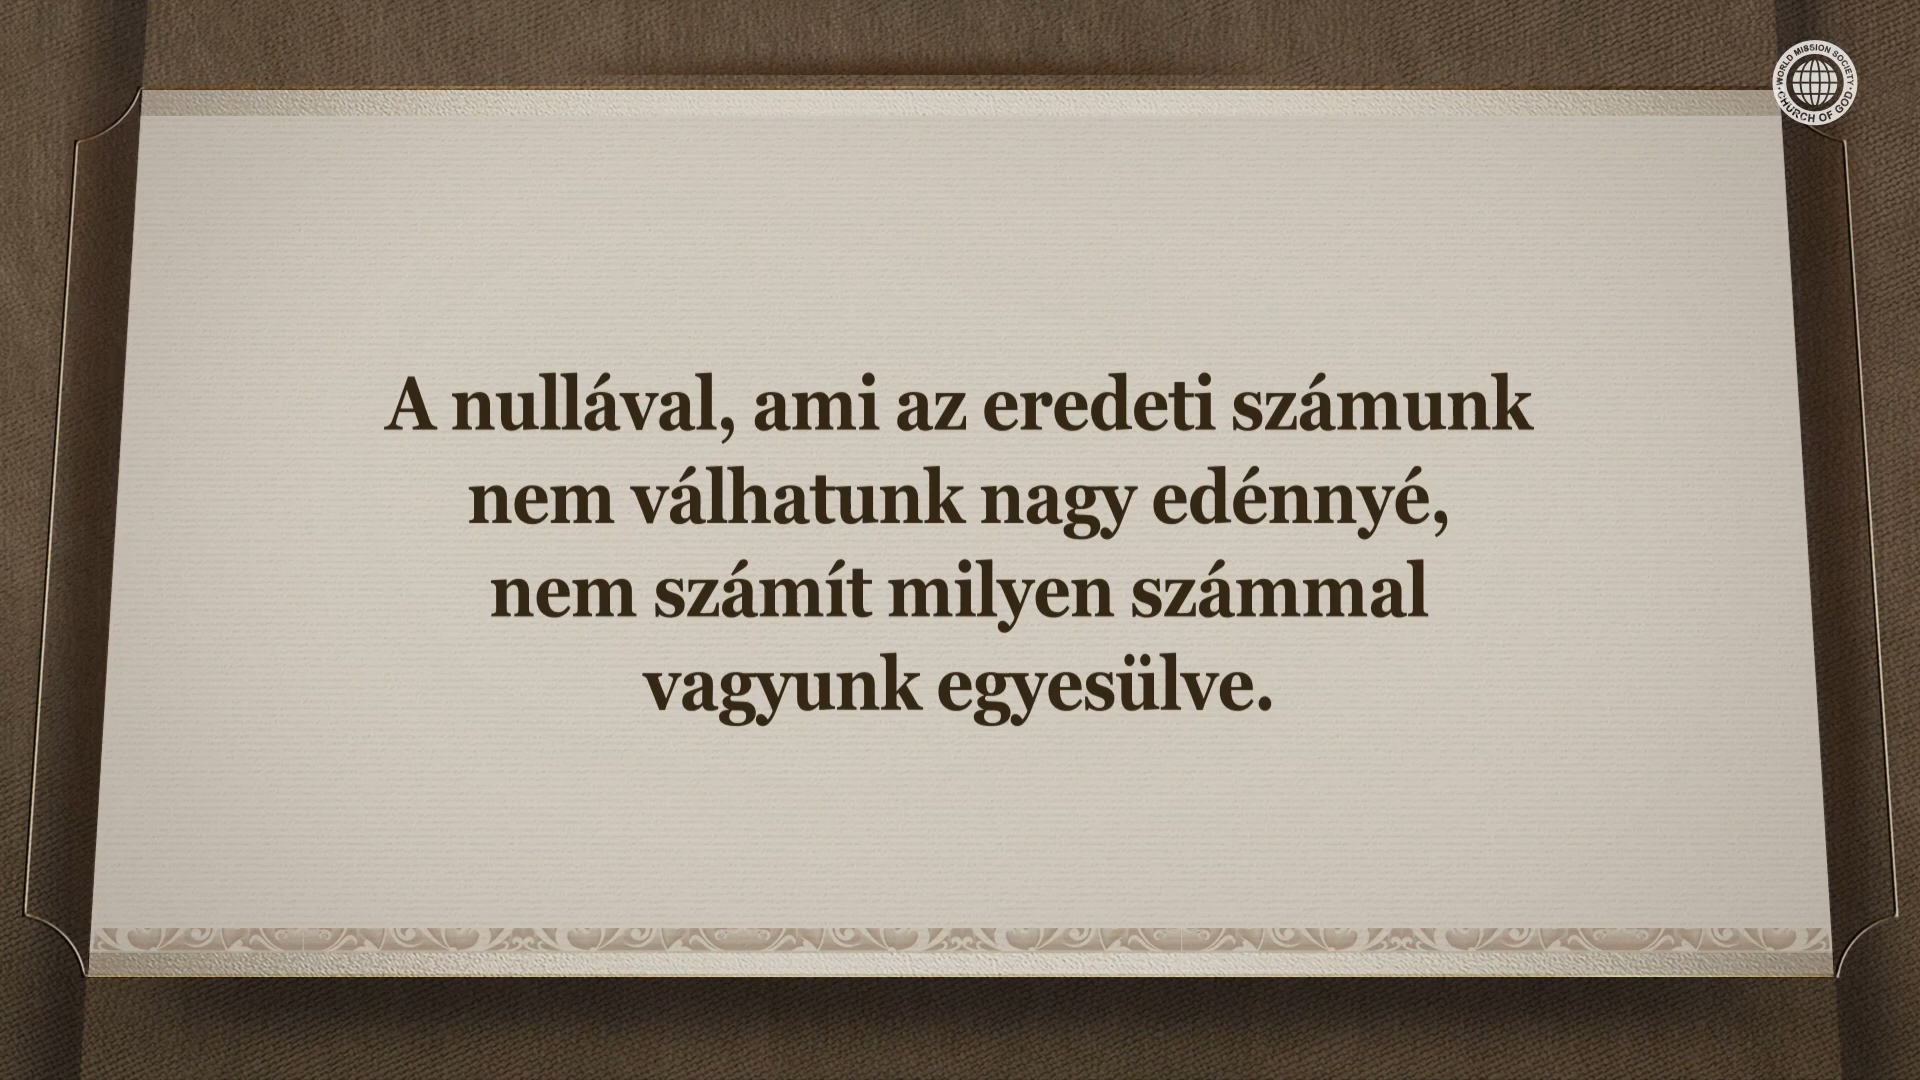 WORLD MISSION SOCIETY
CHURCH OF GOD
A nullával, ami az eredeti számunk
nem válhatunk nagy edénnyé,
nem számít milyen számmal
vagyunk egyesülve.